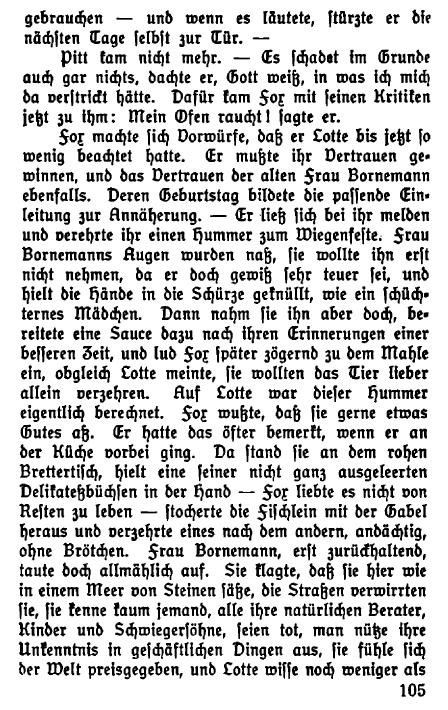 gebrauchen — und wenn es läutete, stürzte er die
nächsten Tage selbst zur Tür. —
Pitt kam nicht mehr. — Es schadet im Grunde
auch gar nichts, dachte er, Gott weiß, in was ich mich
da verstrickt hätte. Dafür kam Fox mit seinen Kritiken
jetzt zu ihm: Mein Ofen raucht! sagte er.
Fox machte sich Vorwürfe, daß er Lotte bis jetzt so
wenig beachtet hatte. Er mußte ihr Vertrauen ge-
winnen, und das Vertrauen der alten Frau Bornemann
ebenfalls. Deren Geburtstag bildete die passende Ein-
leitung zur Annäherung. — Er ließ sich bei ihr melden
und verehrte ihr einen Hummer zum Wiegenfeste. Frau
Bornemanns Augen wurden naß, sie wollte ihn erst
nicht nehmen, da er doch gewiß sehr teuer sei, und
hielt die Hände in die Schürze geknüllt, wie ein schüch-
ternes Mädchen. Dann nahm sie ihn aber doch, be-
reitete eine Sauce dazu nach ihren Erinnerungen einer
besseren Zeit, und lud Fox später zögernd zu dem Mahle
ein, obgleich Lotte meinte, sie wollten das Tier lieber
allein verzehren. Auf Lotte war dieser Hummer
eigentlich berechnet. Fox wußte, daß sie gerne etwas
Gutes aß. Er hatte das öfter bemerkt, wenn er an
der Küche vorbei ging. Da stand sie an dem rohen
Brettertisch, hielt eine seiner nicht ganz ausgeleerten
Delikateßbüchsen in der Hand — Fox liebte es nicht von
Resten zu leben — stocherte die Fischlein mit der Gabel
heraus und verzehrte eines nach dem andern, andächtig,
ohne Brötchen. Frau Bornemann, erst zurückhaltend,
taute doch allmählich auf. Sie klagte, daß sie hier wie
in einem Meer von Steinen säße, die Straßen verwirrten
sie, sie kenne kaum jemand, alle ihre natürlichen Berater,
Kinder und Schwiegersöhne, seien tot, man nütze ihre
Unkenntnis in geschäftlichen Dingen aus, sie fühle sich
der Welt preisgegeben, und Lotte wisse noch weniger als
105